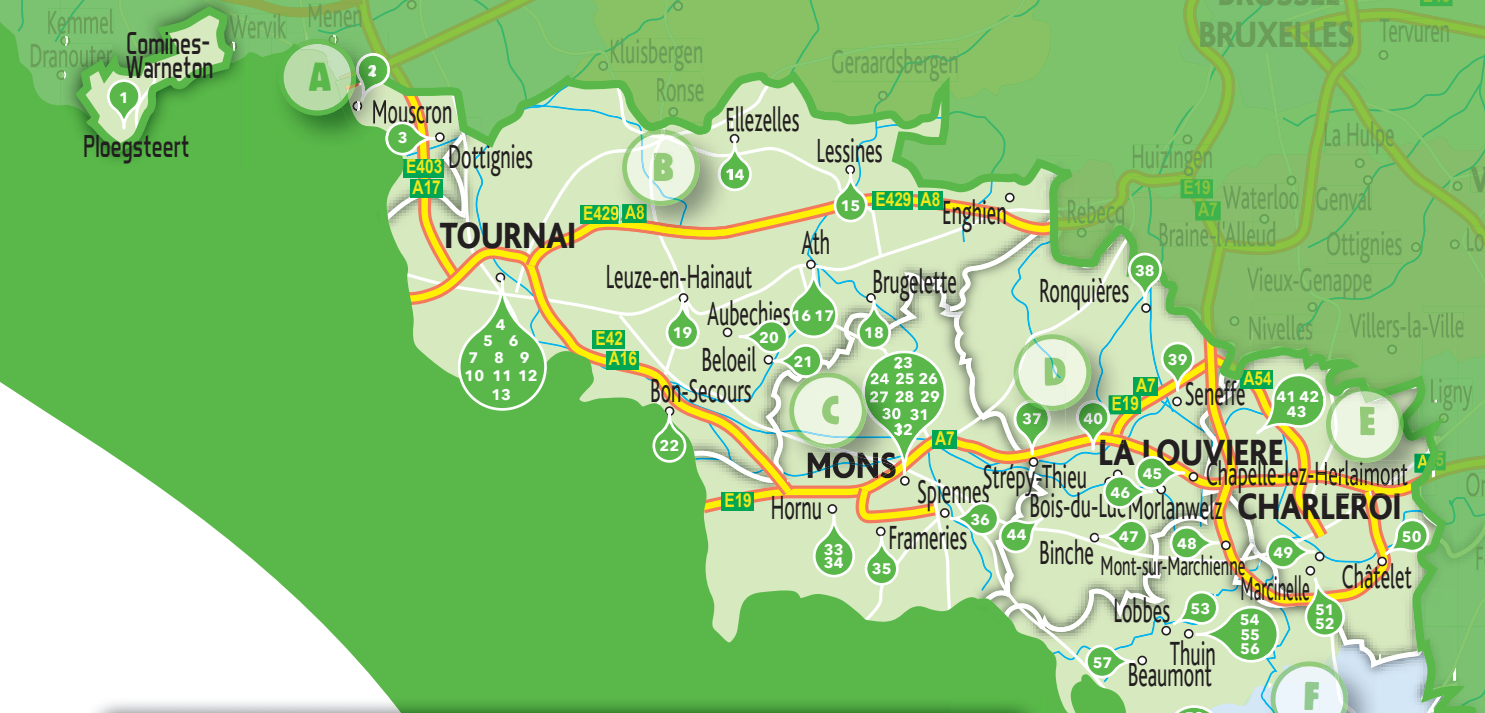 BRUSSEL
BRUXELLES
Kemmel
Dranouter
Comines-
Warneton
Wervik
Menen
1
Ploegsteert
A
2
Mouscron
3
Dottignies
E403
A17
Kluisbergen
Ronse
Geraardsbergen
Tervuren
La Hulpe
Huizingen
E19
A7
Waterloo
Genval
Rebecq
Braine-l'Alleud
Ottignies
Vieux-Genappe
Nivelles
Villers-la-Ville
Ligny
B
Ellezelles
14
Lessines
15
E429 A8
E429 A8
Enghien
TOURNAI
4
5 6
7 8 9
10 11 12
13
Ath
16 17
Leuze-en-Hainaut
19
Brugelette
18
Aubechies
20
Beloeil
21
E42
A16
Bon-Secours
22
C
23
24 25 26
27 28 29
30 31
32
MONS
A7
E19
Hornu
33
34
Frameries
35
Spiennes
36
D
Ronquières
38
39
Seneffe
A7
E19
37
40
Strépy-Thieu
LA LOUVIERE
45
46
Bois-du-Luc
Morlanwelz
Chapelle-lez-Herlaimont
44
Binche
47
A54
41 42
43
E
CHARLEROI
48
Mont-sur-Marchienne
49
Marcinelle
50
Châtelet
51
52
Lobbes
53
54
55
56
Thuin
57
Beaumont
F